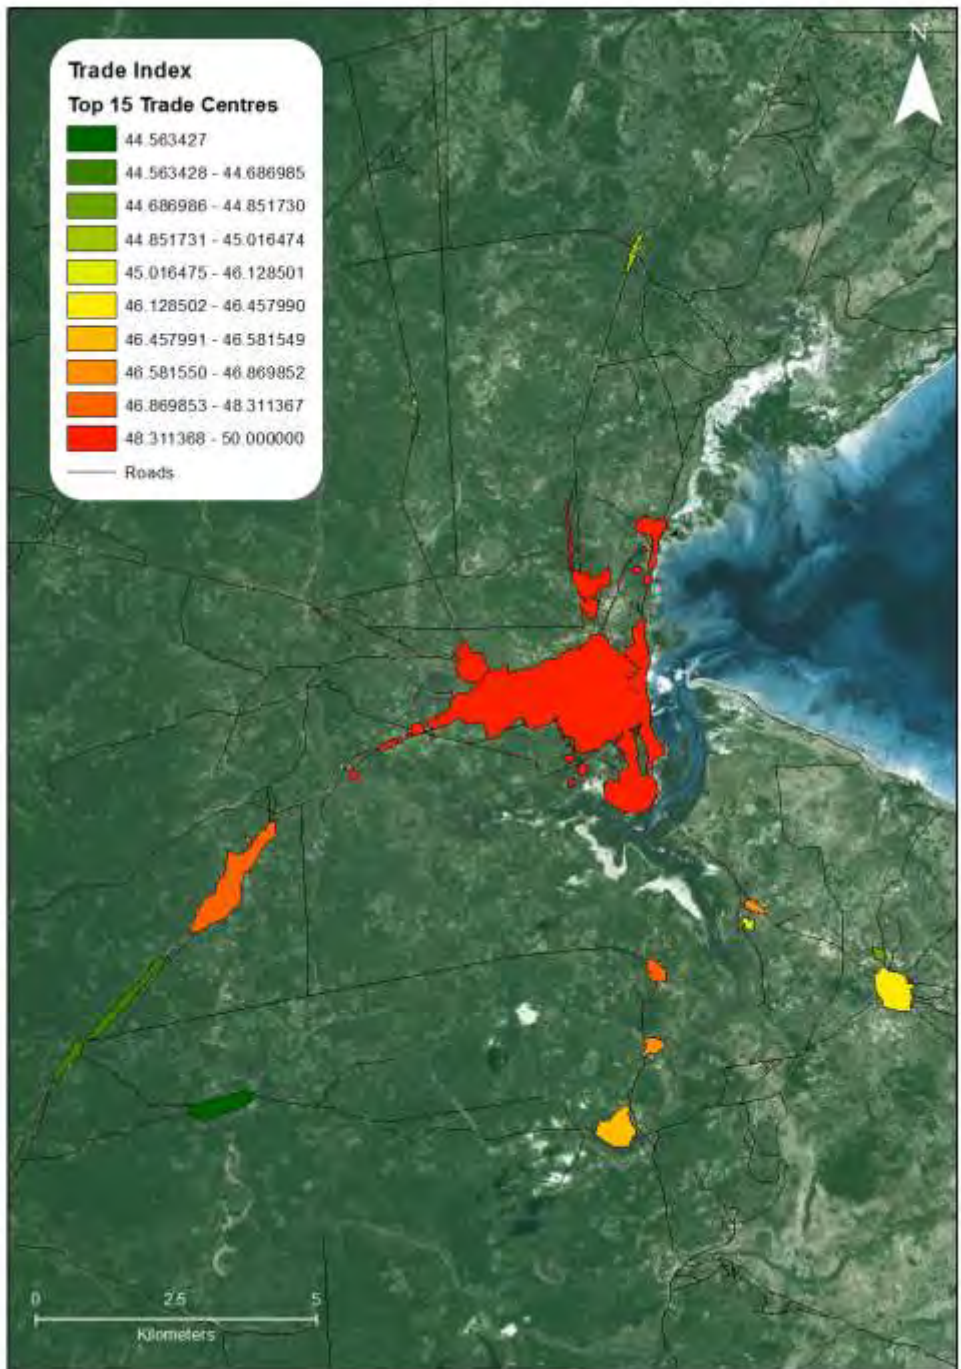 N
Trade Index
Top 15 Trade Centres
44.563427
44.563428 - 44.686985
44.686986 - 44.851730
44.851731 - 45.016474
45.016475 - 46.128501
46.128502 - 46.457990
46.457991 - 46.581549
46.581550 - 46.869852
46.869853 - 48.311367
48.311368 - 50.000000
Roads
0 2.5 5
Kilometers